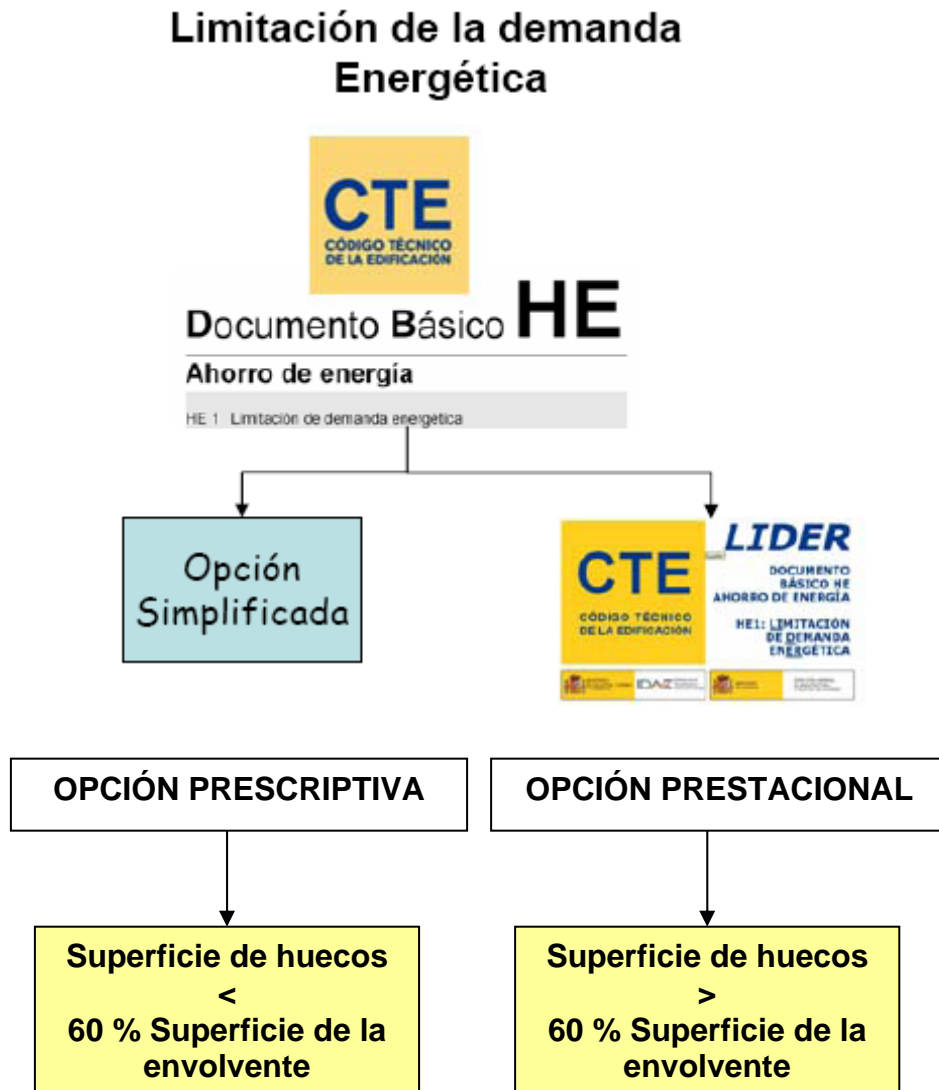 Limitación de la demanda
Energética
CTE
CÓDIGO TÉCNICO
DE LA EDIFICACIÓN
Documento Básico HE
Ahorro de energía
HE 1 Limitación de demanda energética
Opción
Simplificada
CTE
CÓDIGO TÉCNICO
DE LA EDIFICACIÓN
LIDER
DOCUMENTO
BÁSICO HE
AHORRO DE ENERGÍA
HE1: LIMITACIÓN
DE DEMANDA
ENERGÉTICA
IDAE
OPCIÓN PRESCRIPTIVA
OPCIÓN PRESTACIONAL
Superficie de huecos
<
60 % Superficie de la
envolvente
Superficie de huecos
>
60 % Superficie de la
envolvente